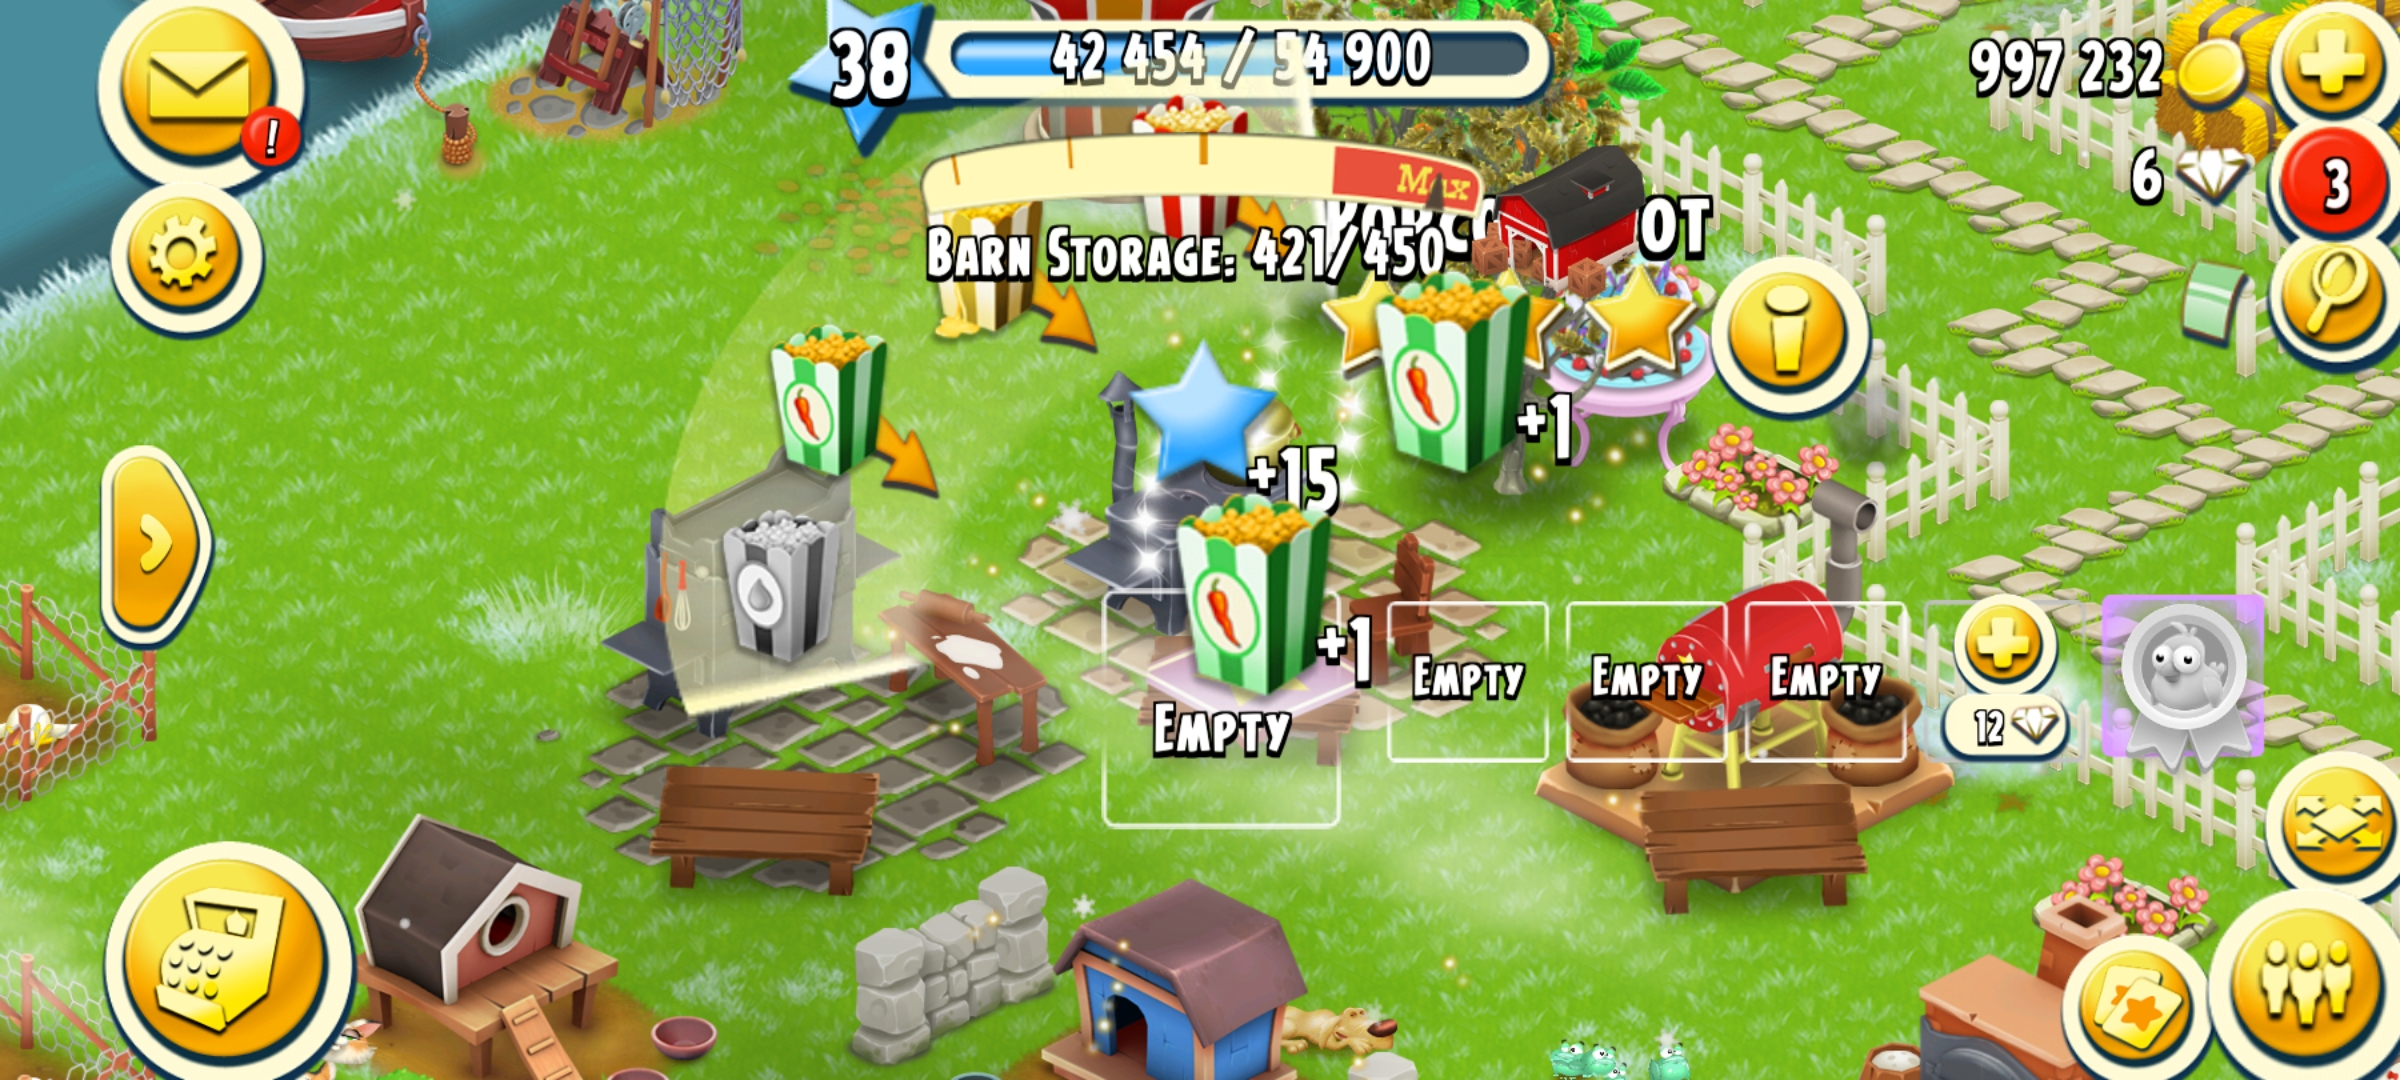 38
42 454 / 54 900
997 232
!
6
3
Max
Barn Storage: 421/450
+1
+15
+1
Empty
Empty
Empty
Empty
12